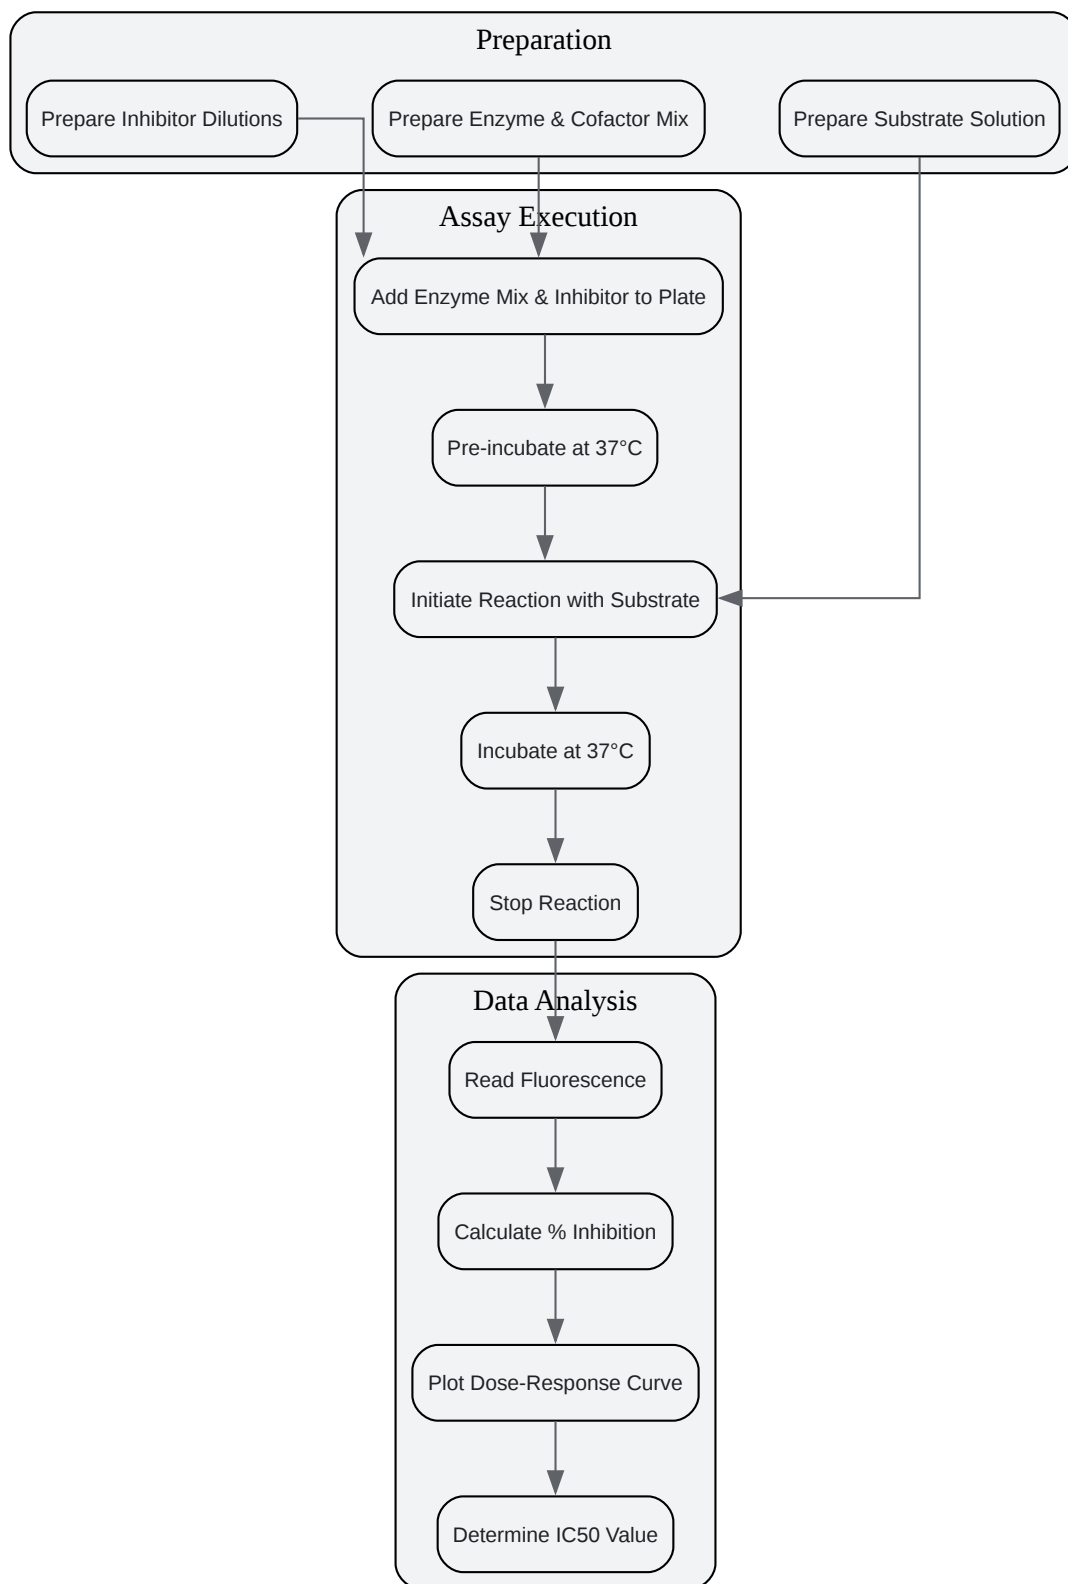 Preparation
Prepare Inhibitor Dilutions
Prepare Enzyme & Cofactor Mix
Prepare Substrate Solution
Assay Execution
Add Enzyme Mix & Inhibitor to Plate
Pre-incubate at 37°C
Initiate Reaction with Substrate
Incubate at 37°C
Stop Reaction
Data Analysis
Read Fluorescence
Calculate % Inhibition
Plot Dose-Response Curve
Determine IC50 Value